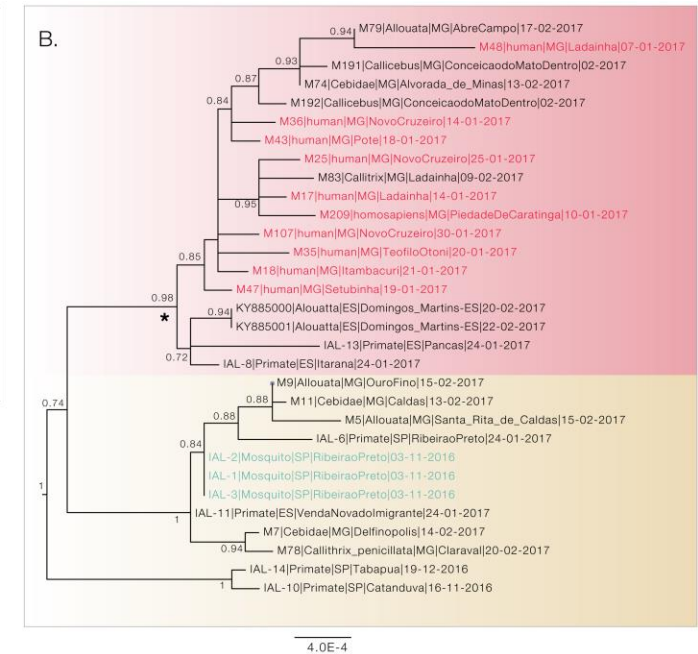 B.
0.94
M79|Allouata|MG|AbreCampo|17-02-2017
M48|human|MG|Ladainha|07-01-2017
0.93
M191|Callicebus|MG|ConceicaodoMatoDentro|02-2017
0.87
M74|Cebidae|MG|Alvorada_de_Minas|13-02-2017
0.84
M192|Callicebus|MG|ConceicaodoMatoDentro|02-2017
M36|human|MG|NovoCruzeiro|14-01-2017
M43|human|MG|Pote|18-01-2017
M25|human|MG|NovoCruzeiro|25-01-2017
M83|Callitrix|MG|Ladainha|09-02-2017
0.95
M17|human|MG|Ladainha|14-01-2017
M209|homosapiens|MG|PiedadeDeCaratinga|10-01-2017
M107|human|MG|NovoCruzeiro|30-01-2017
0.85
M35|human|MG|TeofiloOtoni|20-01-2017
M18|human|MG|Itambacuri|21-01-2017
M47|human|MG|Setubinha|19-01-2017
0.98
*
0.94
KY885000|Alouatta|ES|Domingos_Martins-ES|20-02-2017
KY885001|Alouatta|ES|Domingos_Martins-ES|22-02-2017
IAL-13|Primate|ES|Pancas|24-01-2017
0.72
IAL-8|Primate|ES|Itarana|24-01-2017
M9|Allouata|MG|OuroFino|15-02-2017
0.74
0.88
M11|Cebidae|MG|Caldas|13-02-2017
0.88
M5|Allouata|MG|Santa_Rita_de_Caldas|15-02-2017
0.84
IAL-6|Primate|SP|RibeiraoPreto|24-01-2017
IAL-2|Mosquito|SP|RibeiraoPreto|03-11-2016
IAL-1|Mosquito|SP|RibeiraoPreto|03-11-2016
1
IAL-3|Mosquito|SP|RibeiraoPreto|03-11-2016
1
IAL-11|Primate|ES|VendaNovadoImigrante|24-01-2017
M7|Cebidae|MG|Delfinopolis|14-02-2017
0.94
M78|Callithrix_penicillata|MG|Claraval|20-02-2017
IAL-14|Primate|SP|Tabapua|19-12-2016
1
IAL-10|Primate|SP|Catanduva|16-11-2016
4.0E-4